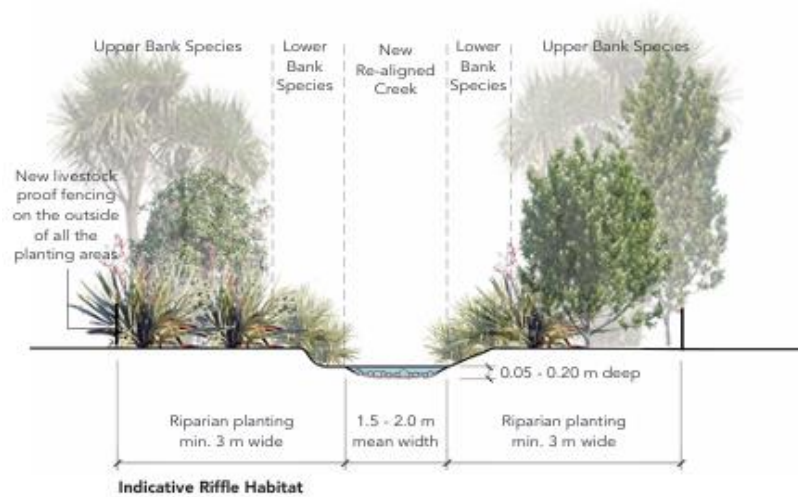 Upper Bank Species
Lower
Bank
Species
New
Re-aligned
Creek
Lower
Bank
Species
Upper Bank Species
New livestock
proof fencing
on the outside
of all the
planting areas
0.05 - 0.20 m deep
Riparian planting
min. 3 m wide
1.5 - 2.0 m
mean width
Riparian planting
min. 3 m wide
Indicative Riffle Habitat